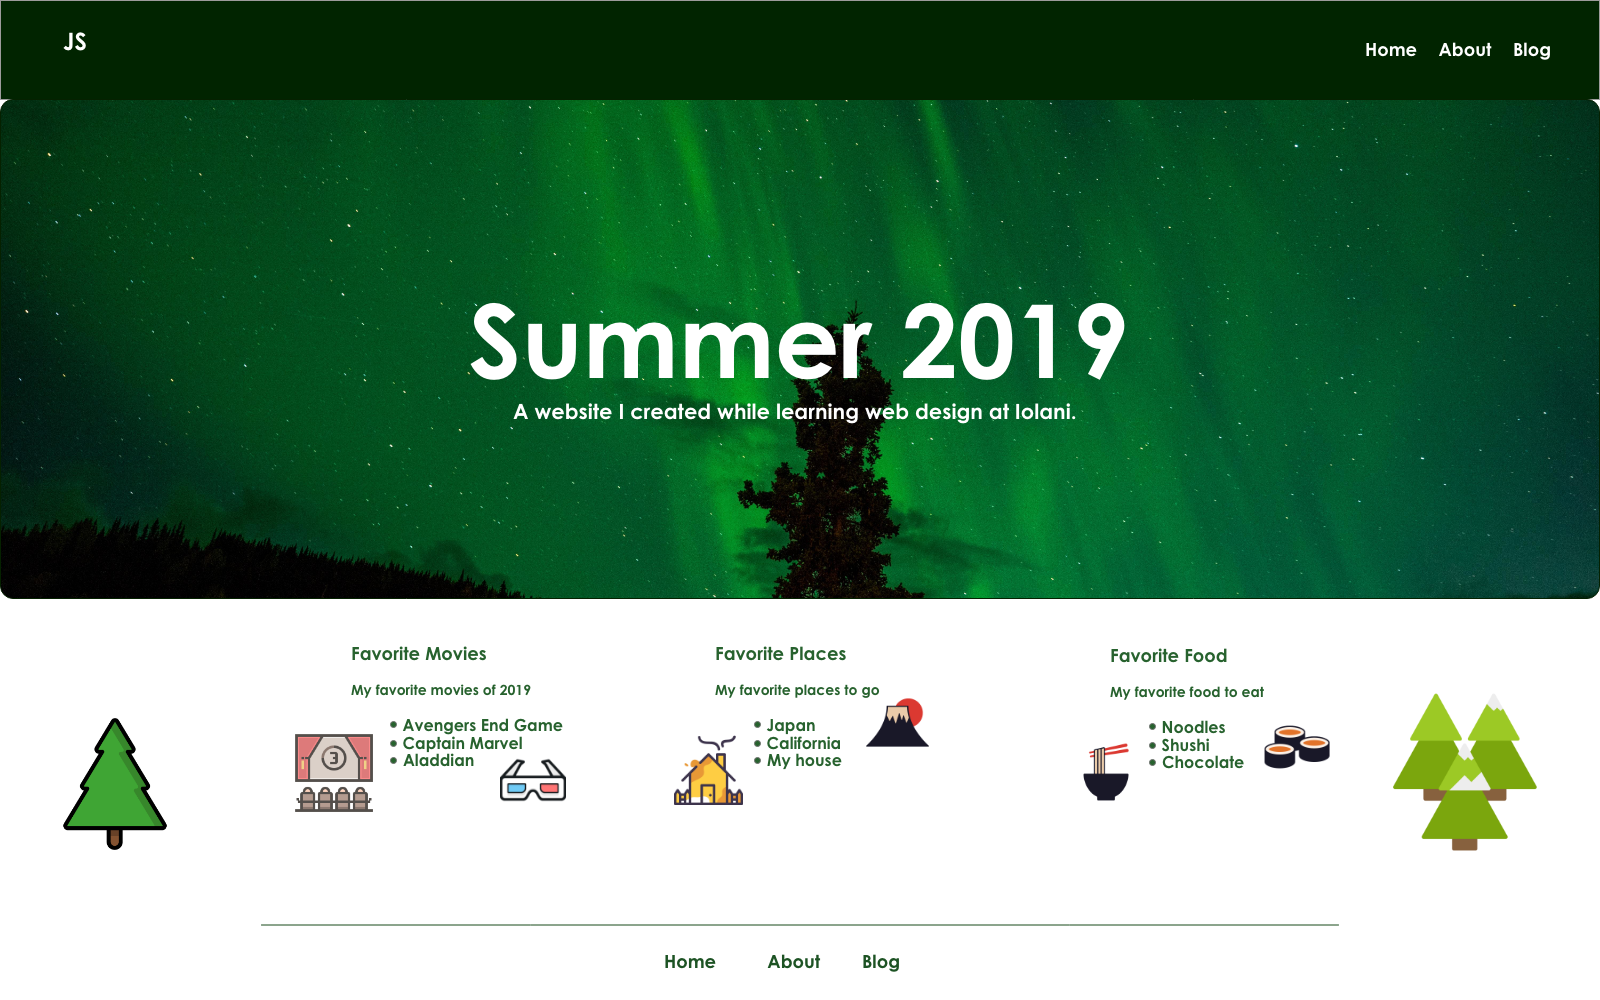 JS
Home About Blog
Summer 2019
A website I created while learning web design at Iolani.
Favorite Movies
My favorite movies of 2019
• Avengers End Game
• Captain Marvel
• Aladdian
3
Favorite Places
My favorite places to go
• Japan
• California
• My house
Favorite Food
My favorite food to eat
• Noodles
• Shushi
• Chocolate
Home About Blog